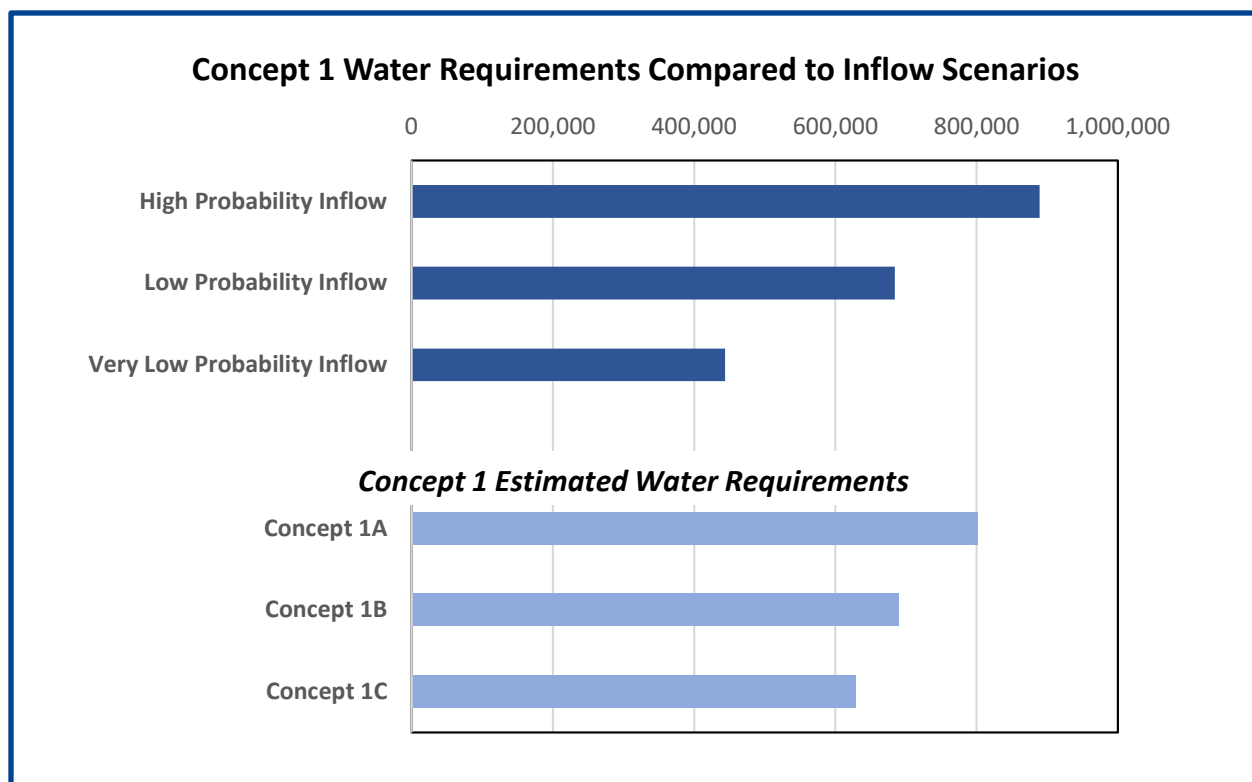 Concept 1 Water Requirements Compared to Inflow Scenarios
0 200,000 400,000 600,000 800,000 1,000,000
High Probability Inflow
Low Probability Inflow
Very Low Probability Inflow
Concept 1 Estimated Water Requirements
Concept 1A
Concept 1B
Concept 1C